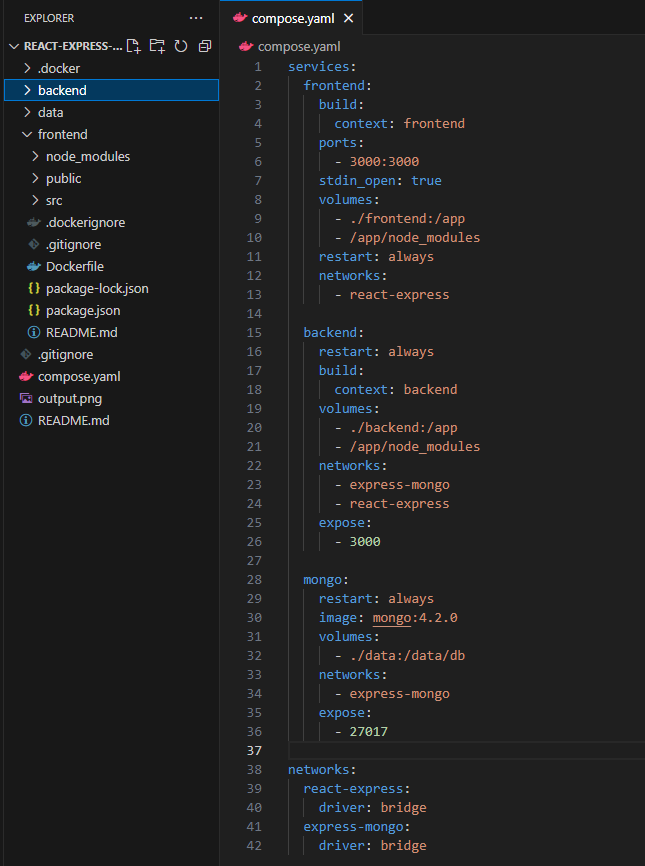 EXPLORER
REACT-EXPRESS-...
.docker
backend
data
frontend
node_modules
public
src
.dockerignore
.gitignore
Dockerfile
package-lock.json
package.json
README.md
.gitignore
compose.yaml
output.png
README.md
compose.yaml
compose.yaml
1 services:
2   frontend:
3     build:
4       context: frontend
5     ports:
6       - 3000:3000
7     stdin_open: true
8     volumes:
9       - ./frontend:/app
10       - /app/node_modules
11     restart: always
12     networks:
13       - react-express
14
15   backend:
16     restart: always
17     build:
18       context: backend
19     volumes:
20       - ./backend:/app
21       - /app/node_modules
22     networks:
23       - express-mongo
24       - react-express
25     expose:
26       - 3000
27
28   mongo:
29     restart: always
30     image: mongo:4.2.0
31     volumes:
32       - ./data:/data/db
33     networks:
34       - express-mongo
35     expose:
36       - 27017
37
38 networks:
39   react-express:
40     driver: bridge
41   express-mongo:
42     driver: bridge